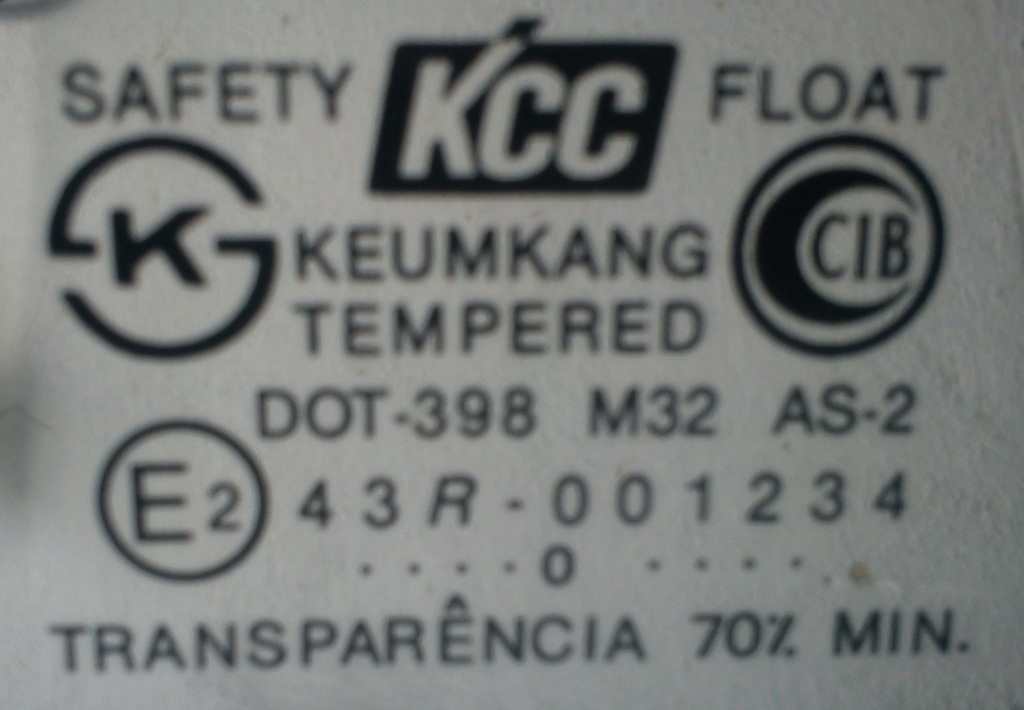 SAFETY KCC FLOAT
K
KEUMKANG
CIB
TEMPERED
DOT-398 M32 AS-2
E2 43R-001234
. . . . 0 . . . . .
TRANSPARÊNCIA 70% MIN.